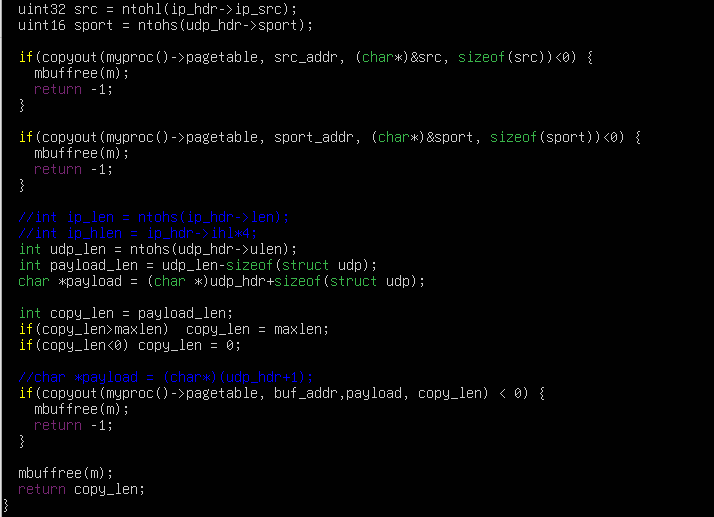 uint32 src = ntohl(ip_hdr->ip_src);
uint16 sport = ntohs(udp_hdr->sport);
if(copyout(myproc()->pagetable, src_addr, (char*)&src, sizeof(src))<0) {
mbuffree(m);
return -1;
}
if(copyout(myproc()->pagetable, sport_addr, (char*)&sport, sizeof(sport))<0) {
mbuffree(m);
return -1;
}
//int ip_len = ntohs(ip_hdr->len);
//int ip_hlen = ip_hdr->ihl*4;
int udp_len = ntohs(udp_hdr->ulen);
int payload_len = udp_len-sizeof(struct udp);
char *payload = (char *)udp_hdr+sizeof(struct udp);
int copy_len = payload_len;
if(copy_len>maxlen)  copy_len = maxlen;
if(copy_len<0) copy_len = 0;
//char *payload = (char*)(udp_hdr+1);
if(copyout(myproc()->pagetable, buf_addr,payload, copy_len) < 0) {
mbuffree(m);
return -1;
}
mbuffree(m);
return copy_len;
}